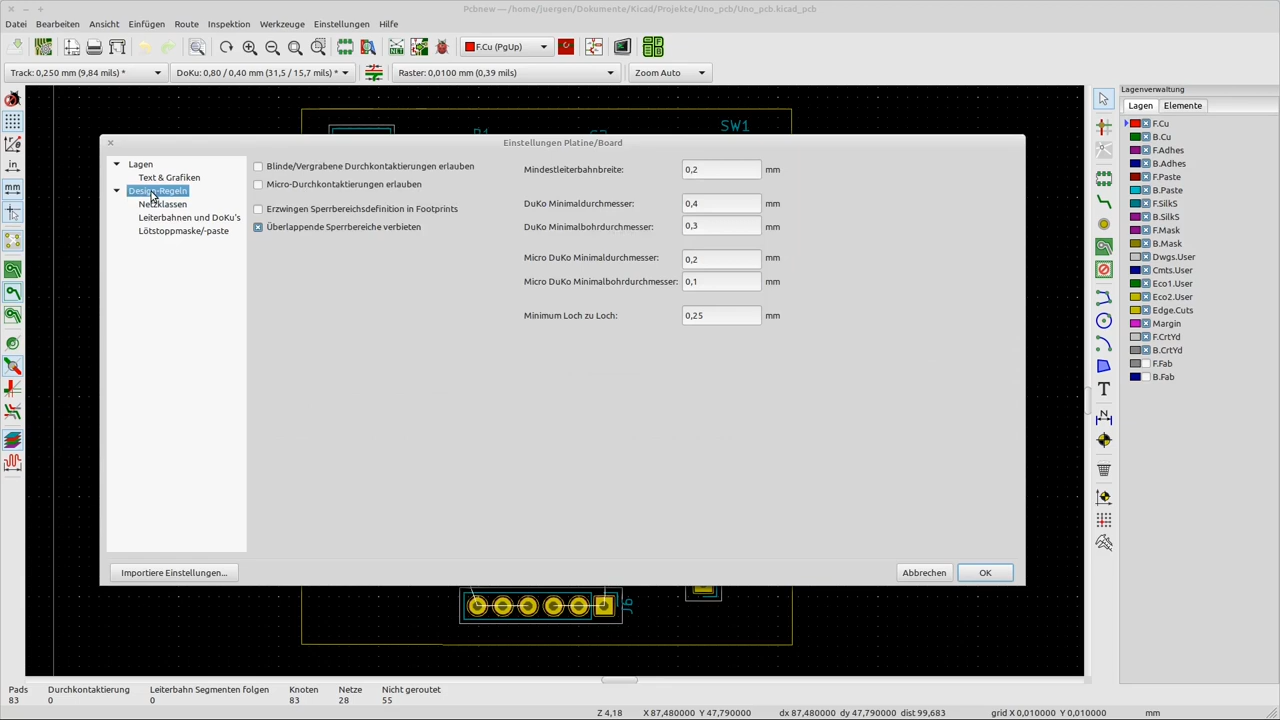 Pcbnew — /home/juergen/Dokumente/Kicad/Projekte/Uno_pcb/Uno_pcb.kicad_pcb
Datei Bearbeiten Ansicht Einfügen Route Inspektion Werkzeuge Einstellungen Hilfe
F.Cu (PgUp)
Track: 0,250 mm (9,84 mils) * DoKu: 0,80 / 0,40 mm (31,5 / 15,7 mils) * Raster: 0,0100 mm (0,39 mils) Zoom Auto
Lagenverwaltung
Lagen Elemente
F.Cu
B.Cu
F.Adhes
B.Adhes
F.Paste
B.Paste
F.SilkS
B.SilkS
F.Mask
B.Mask
Dwgs.User
Cmts.User
Eco1.User
Eco2.User
Edge.Cuts
Margin
F.CrtYd
B.CrtYd
F.Fab
B.Fab
in
mm
SW1
Einstellungen Platine/Board
Lagen
Text & Grafiken
Design-Regeln
Netzklassen
Leiterbahnen und DoKu's
Lötstoppmaske/-paste
Blinde/Vergrabene Durchkontaktierungen erlauben
Micro-Durchkontaktierungen erlauben
Erzwingen Sperrbereichsdefinition in Footprints
Überlappende Sperrbereiche verbieten
Mindestleiterbahnbreite: 0,2 mm
DuKo Minimaldurchmesser: 0,4 mm
DuKo Minimalbohrdurchmesser: 0,3 mm
Micro DuKo Minimaldurchmesser: 0,2 mm
Micro DuKo Minimalbohrdurchmesser: 0,1 mm
Minimum Loch zu Loch: 0,25 mm
Importiere Einstellungen... Abbrechen OK
J6
T
N
Pads Durchkontaktierung Leiterbahn Segmenten folgen Knoten Netze Nicht geroutet
83 0 0 83 28 55
Z 4,18 X 87,480000 Y 47,790000 dx 87,480000 dy 47,790000 dist 99,683 grid X 0,010000 Y 0,010000 mm